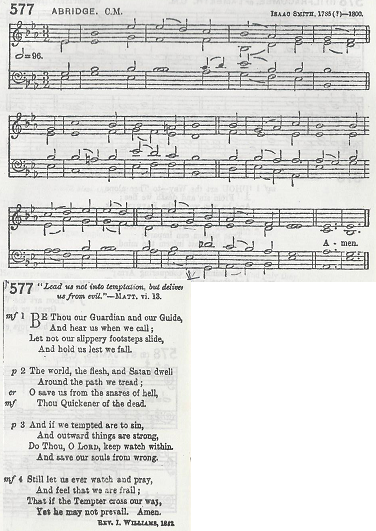 577 ABRIDGE. C.M. ISAAC SMITH, 1735(?)—1800.
=96.
A - men.
577 "Lead us not into temptation, but deliver
us from evil."—MATT. vi. 13.
mf 1 BE Thou our Guardian and our Guide,
And hear us when we call;
Let not our slippery footsteps slide,
And hold us lest we fall.
p 2 The world, the flesh, and Satan dwell
Around the path we tread;
cr O save us from the snares of hell,
mf Thou Quickener of the dead.
p 3 And if we tempted are to sin,
And outward things are strong,
Do Thou, O LORD, keep watch within.
And save our souls from wrong.
mf 4 Still let us ever watch and pray,
And feel that we are frail;
That if the Tempter cross our way,
Yet he may not prevail. Amen.
REV. I. WILLIAMS, 1842